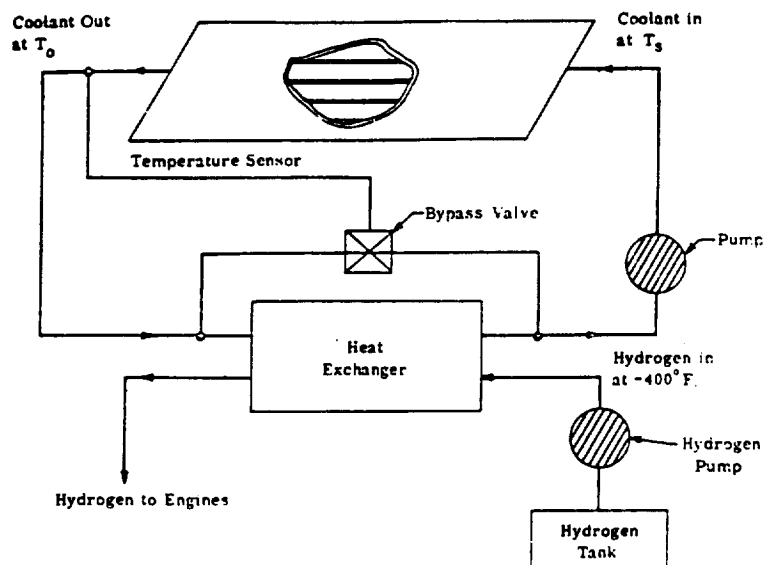 Coolant Out
at To
Coolant in
at Ts
Temperature Sensor
Bypass Valve
Pump
Heat
Exchanger
Hydrogen in
at -400°F.
Hydrogen
Pump
Hydrogen to Engines
Hydrogen
Tank